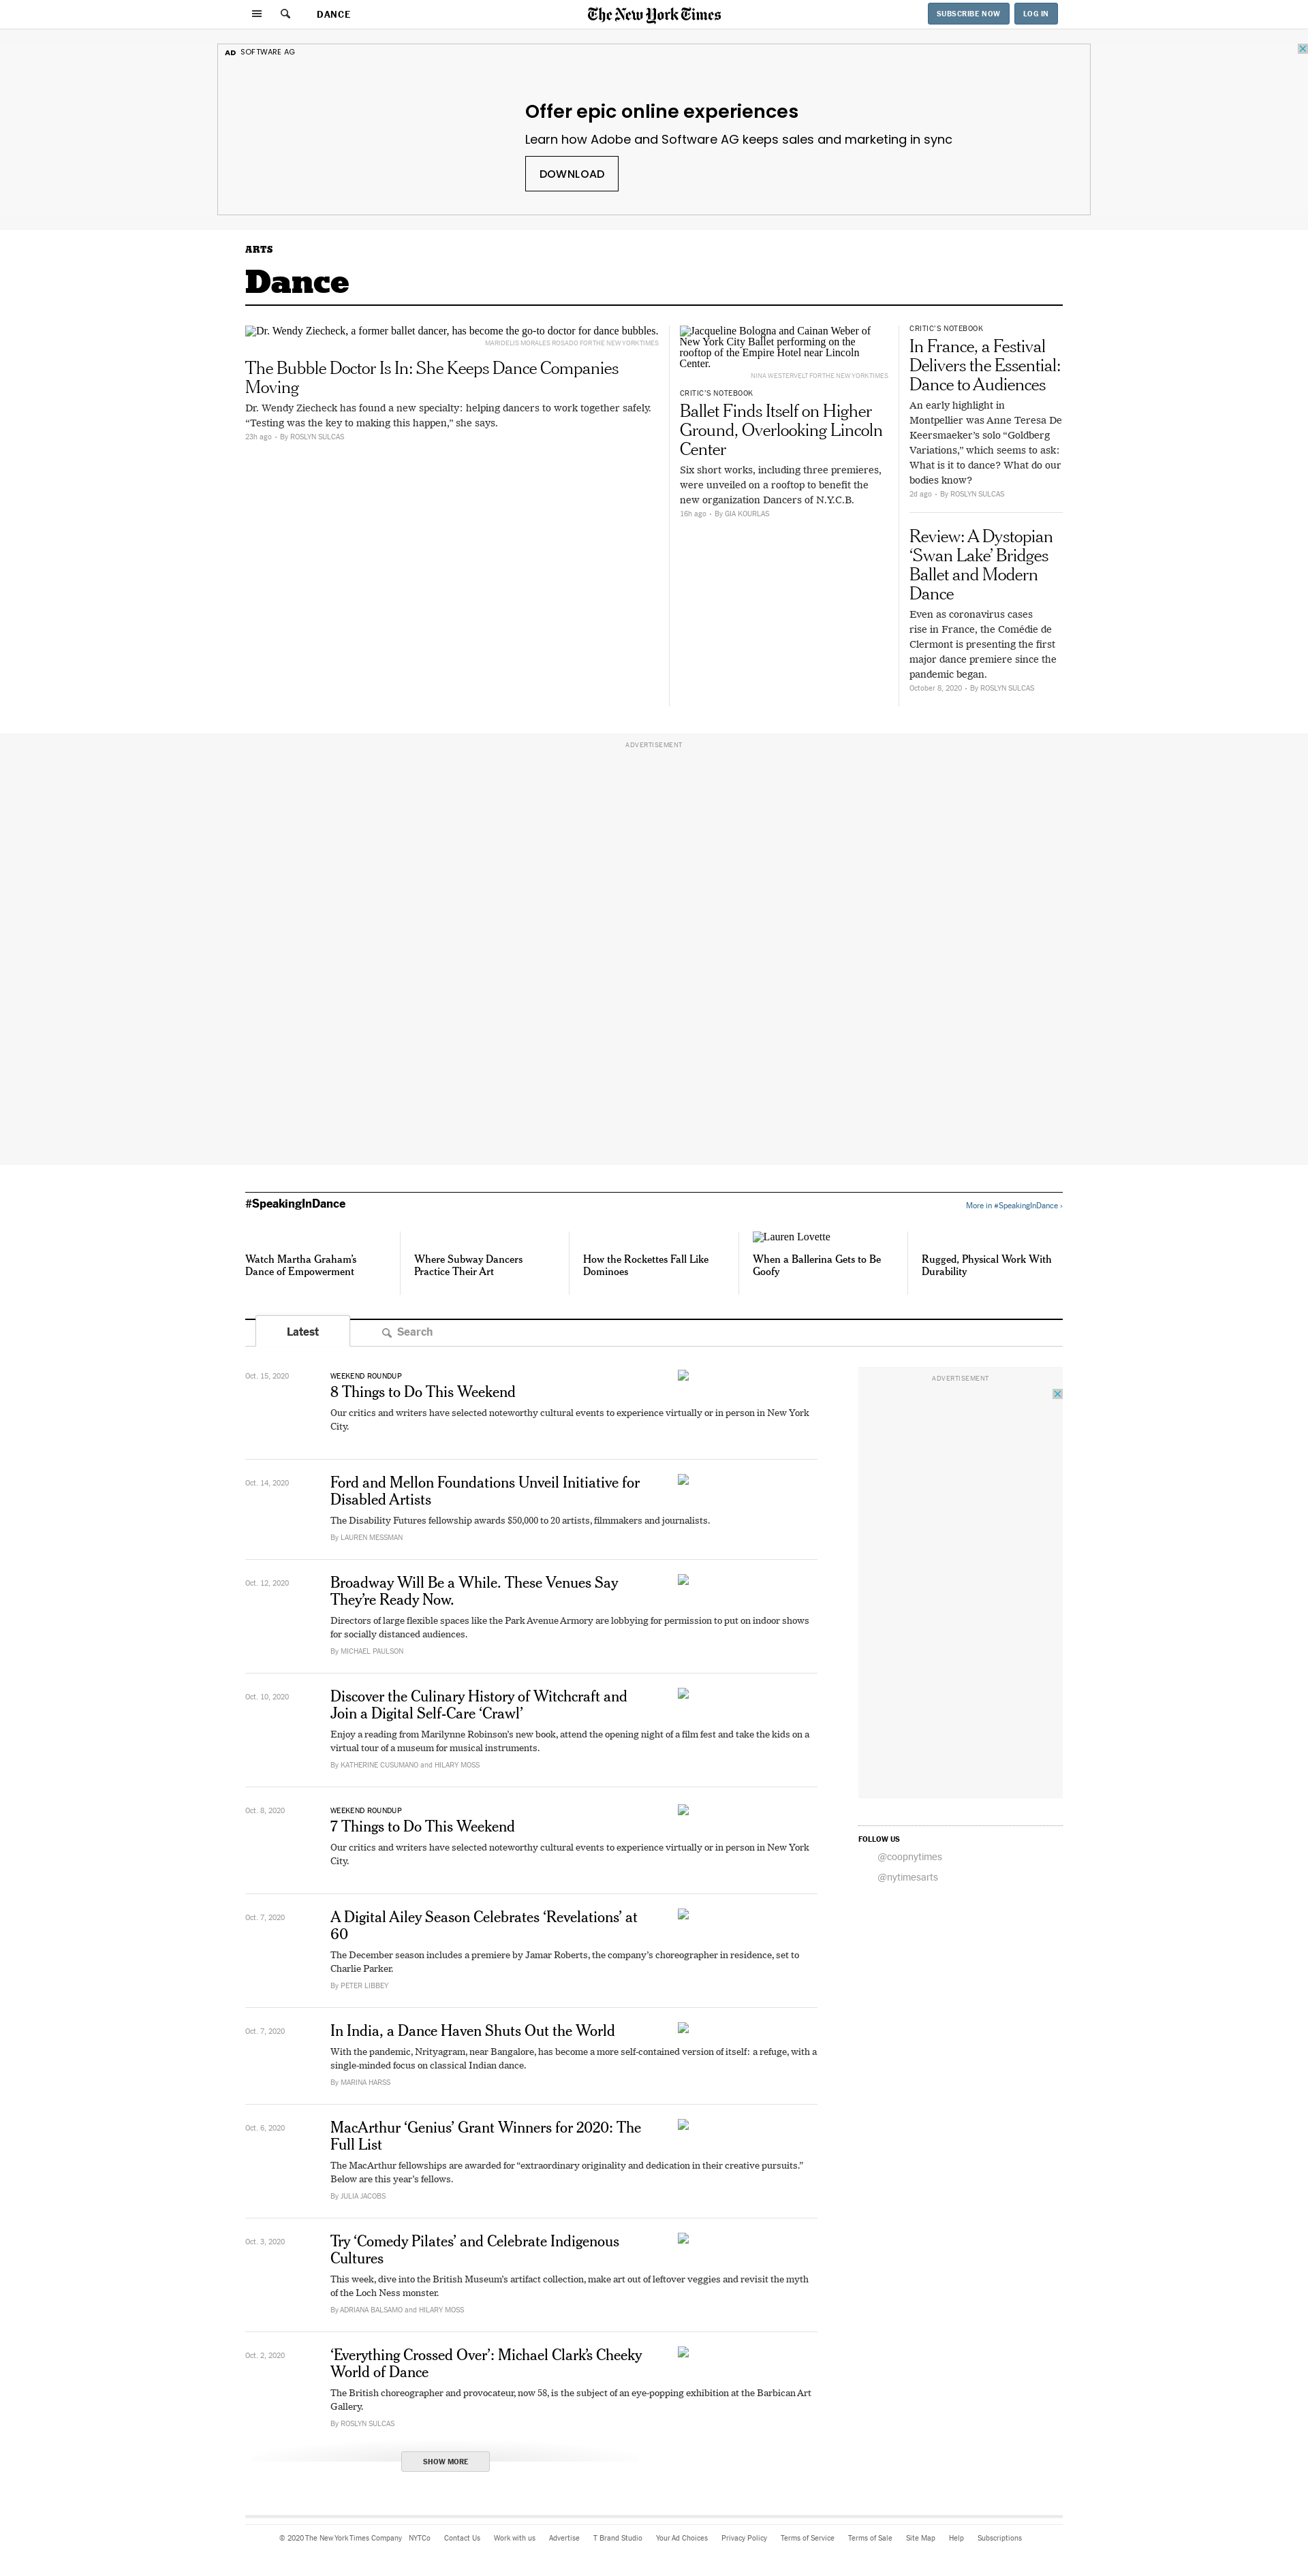 DANCE
The New York Times
SUBSCRIBE NOW
LOG IN
AD SOFTWARE AG
Offer epic online experiences
Learn how Adobe and Software AG keeps sales and marketing in sync
DOWNLOAD
ARTS
Dance
Dr. Wendy Ziecheck, a former ballet dancer, has become the go-to doctor for dance bubbles.
MARIDELIS MORALES ROSADO FOR THE NEW YORK TIMES
The Bubble Doctor Is In: She Keeps Dance Companies
Moving
Dr. Wendy Ziecheck has found a new specialty: helping dancers to work together safely.
“Testing was the key to making this happen,” she says.
23h ago • By ROSLYN SULCAS
Jacqueline Bologna and Cainan Weber of
New York City Ballet performing on the
rooftop of the Empire Hotel near Lincoln
Center.
NINA WESTERVELT FOR THE NEW YORK TIMES
CRITIC’S NOTEBOOK
Ballet Finds Itself on Higher
Ground, Overlooking Lincoln
Center
Six short works, including three premieres,
were unveiled on a rooftop to benefit the
new organization Dancers of N.Y.C.B.
16h ago • By GIA KOURLAS
CRITIC’S NOTEBOOK
In France, a Festival
Delivers the Essential:
Dance to Audiences
An early highlight in
Montpellier was Anne Teresa De
Keersmaeker’s solo “Goldberg
Variations,” which seems to ask:
What is it to dance? What do our
bodies know?
2d ago • By ROSLYN SULCAS
Review: A Dystopian
‘Swan Lake’ Bridges
Ballet and Modern
Dance
Even as coronavirus cases
rise in France, the Comédie de
Clermont is presenting the first
major dance premiere since the
pandemic began.
October 8, 2020 • By ROSLYN SULCAS
ADVERTISEMENT
#SpeakingInDance
More in #SpeakingInDance ›
Watch Martha Graham’s
Dance of Empowerment
Where Subway Dancers
Practice Their Art
How the Rockettes Fall Like
Dominoes
Lauren Lovette
When a Ballerina Gets to Be
Goofy
Rugged, Physical Work With
Durability
Latest
Search
Oct. 15, 2020
WEEKEND ROUNDUP
8 Things to Do This Weekend
Our critics and writers have selected noteworthy cultural events to experience virtually or in person in New York
City.
Oct. 14, 2020
Ford and Mellon Foundations Unveil Initiative for
Disabled Artists
The Disability Futures fellowship awards $50,000 to 20 artists, filmmakers and journalists.
By LAUREN MESSMAN
Oct. 12, 2020
Broadway Will Be a While. These Venues Say
They’re Ready Now.
Directors of large flexible spaces like the Park Avenue Armory are lobbying for permission to put on indoor shows
for socially distanced audiences.
By MICHAEL PAULSON
Oct. 10, 2020
Discover the Culinary History of Witchcraft and
Join a Digital Self-Care ‘Crawl’
Enjoy a reading from Marilynne Robinson’s new book, attend the opening night of a film fest and take the kids on a
virtual tour of a museum for musical instruments.
By KATHERINE CUSUMANO and HILARY MOSS
Oct. 8, 2020
WEEKEND ROUNDUP
7 Things to Do This Weekend
Our critics and writers have selected noteworthy cultural events to experience virtually or in person in New York
City.
Oct. 7, 2020
A Digital Ailey Season Celebrates ‘Revelations’ at
60
The December season includes a premiere by Jamar Roberts, the company’s choreographer in residence, set to
Charlie Parker.
By PETER LIBBEY
Oct. 7, 2020
In India, a Dance Haven Shuts Out the World
With the pandemic, Nrityagram, near Bangalore, has become a more self-contained version of itself: a refuge, with a
single-minded focus on classical Indian dance.
By MARINA HARSS
Oct. 6, 2020
MacArthur ‘Genius’ Grant Winners for 2020: The
Full List
The MacArthur fellowships are awarded for “extraordinary originality and dedication in their creative pursuits.”
Below are this year’s fellows.
By JULIA JACOBS
Oct. 3, 2020
Try ‘Comedy Pilates’ and Celebrate Indigenous
Cultures
This week, dive into the British Museum’s artifact collection, make art out of leftover veggies and revisit the myth
of the Loch Ness monster.
By ADRIANA BALSAMO and HILARY MOSS
Oct. 2, 2020
‘Everything Crossed Over’: Michael Clark’s Cheeky
World of Dance
The British choreographer and provocateur, now 58, is the subject of an eye-popping exhibition at the Barbican Art
Gallery.
By ROSLYN SULCAS
SHOW MORE
ADVERTISEMENT
FOLLOW US
@coopnytimes
@nytimesarts
© 2020 The New York Times Company NYTCo Contact Us Work with us Advertise T Brand Studio Your Ad Choices Privacy Policy Terms of Service Terms of Sale Site Map Help Subscriptions